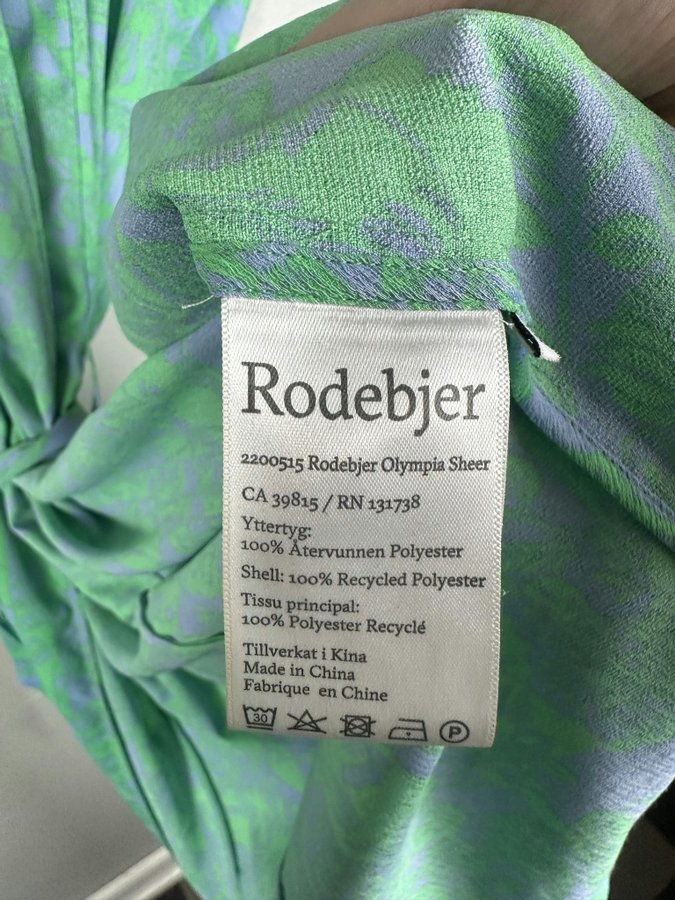 Rodebjer
2200515 Rodebjer Olympia Sheer
CA 39815 / RN 131738
Yttertyg:
100% Återvunnen Polyester
Shell: 100% Recycled Polyester
Tissu principal:
100% Polyester Recyclé
Tillverkat i Kina
Made in China
Fabrique en Chine
30 P